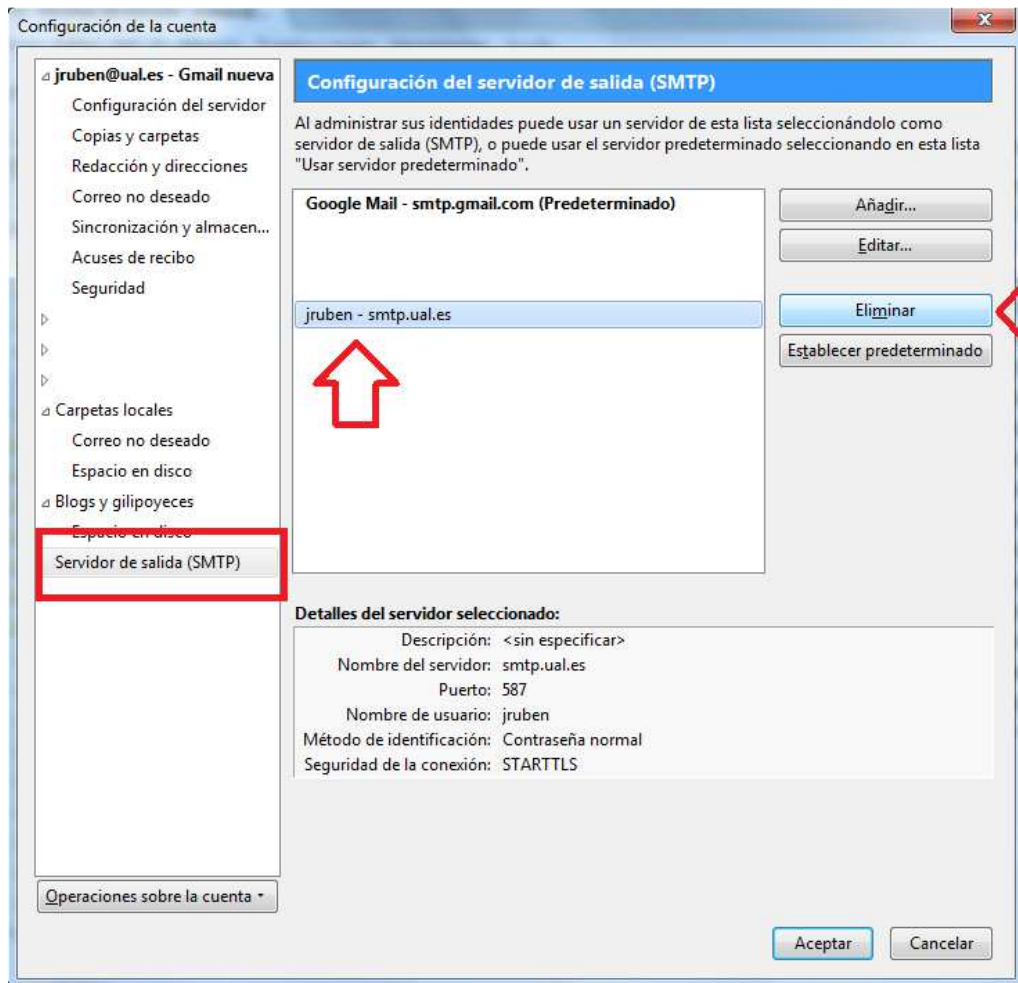 Configuración de la cuenta
jruben@ual.es - Gmail nueva
Configuración del servidor
Copias y carpetas
Redacción y direcciones
Correo no deseado
Sincronización y almacen...
Acuses de recibo
Seguridad
Carpetas locales
Correo no deseado
Espacio en disco
Blogs y gilipoyeces
Espacio en disco
Servidor de salida (SMTP)
Operaciones sobre la cuenta
Configuración del servidor de salida (SMTP)
Al administrar sus identidades puede usar un servidor de esta lista seleccionándolo como
servidor de salida (SMTP), o puede usar el servidor predeterminado seleccionando en esta lista
"Usar servidor predeterminado".
Google Mail - smtp.gmail.com (Predeterminado)
jruben - smtp.ual.es
Añadir...
Editar...
Eliminar
Establecer predeterminado
Detalles del servidor seleccionado:
Descripción: <sin especificar>
Nombre del servidor: smtp.ual.es
Puerto: 587
Nombre de usuario: jruben
Método de identificación: Contraseña normal
Seguridad de la conexión: STARTTLS
Aceptar
Cancelar